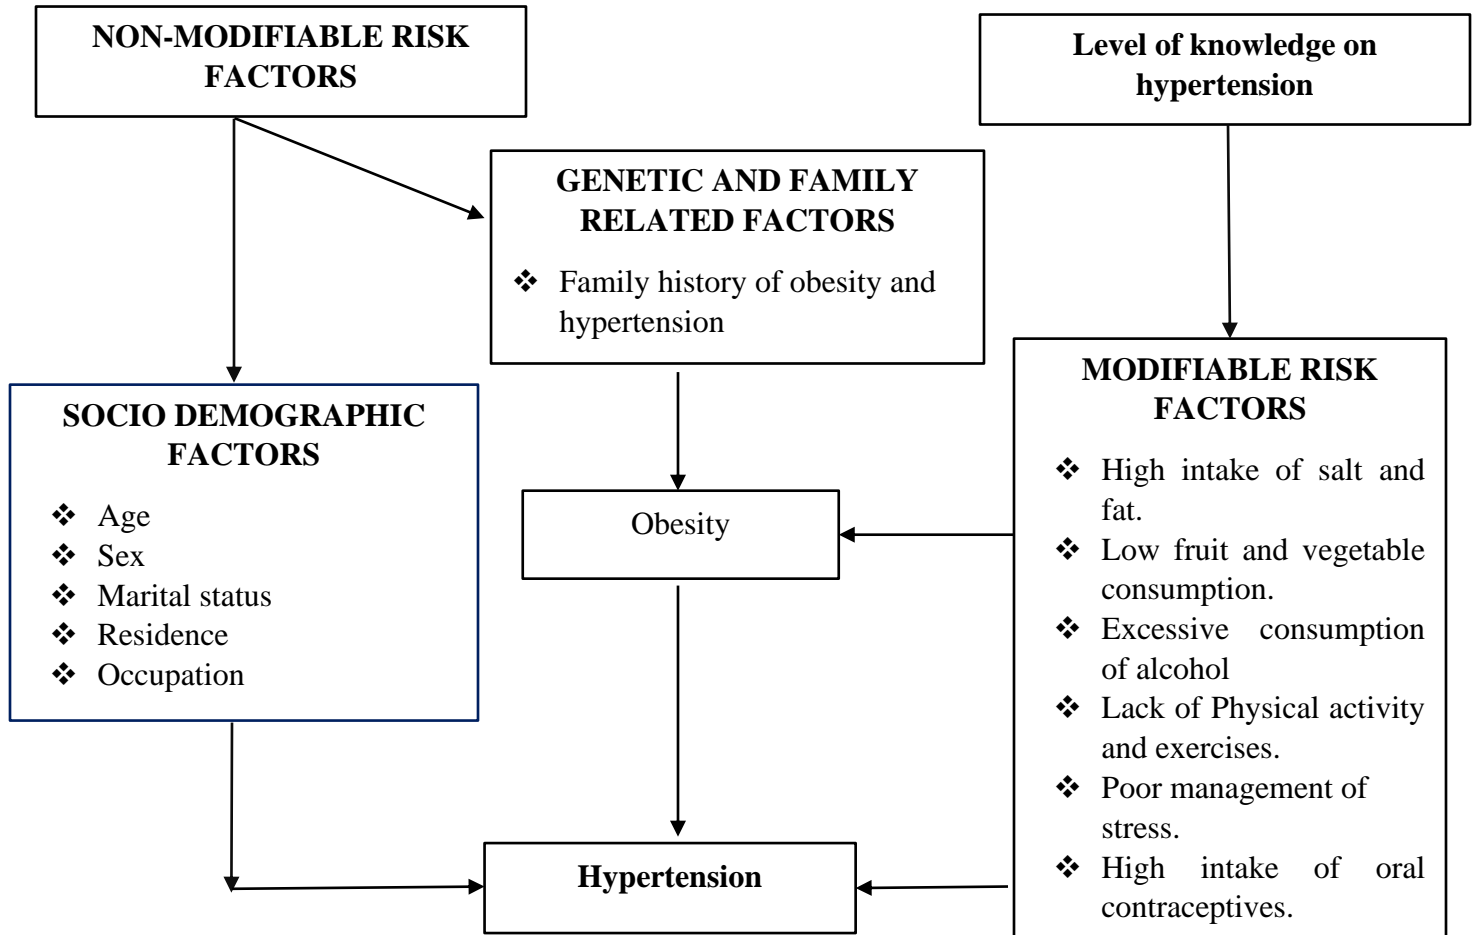 NON-MODIFIABLE RISK
FACTORS
Level of knowledge on
hypertension
GENETIC AND FAMILY
RELATED FACTORS
❖ Family history of obesity and
hypertension
SOCIO DEMOGRAPHIC
FACTORS
❖ Age
❖ Sex
❖ Marital status
❖ Residence
❖ Occupation
Obesity
MODIFIABLE RISK
FACTORS
❖ High intake of salt and
fat.
❖ Low fruit and vegetable
consumption.
❖ Excessive consumption
of alcohol
❖ Lack of Physical activity
and exercises.
❖ Poor management of
stress.
❖ High intake of oral
contraceptives.
Hypertension